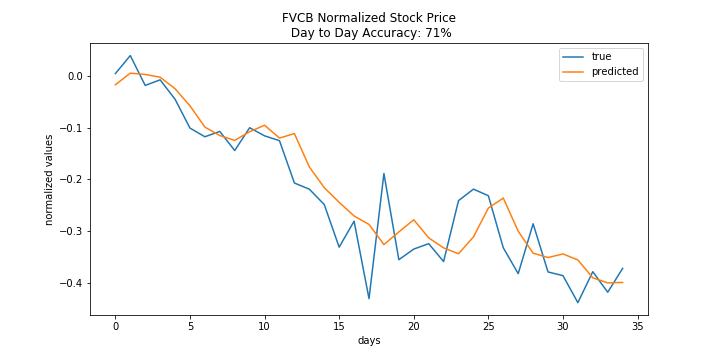 FVCB Normalized Stock Price
Day to Day Accuracy: 71%
true
predicted
normalized values
0.0
−0.1
−0.2
−0.3
−0.4
0 5 10 15 20 25 30 35
days